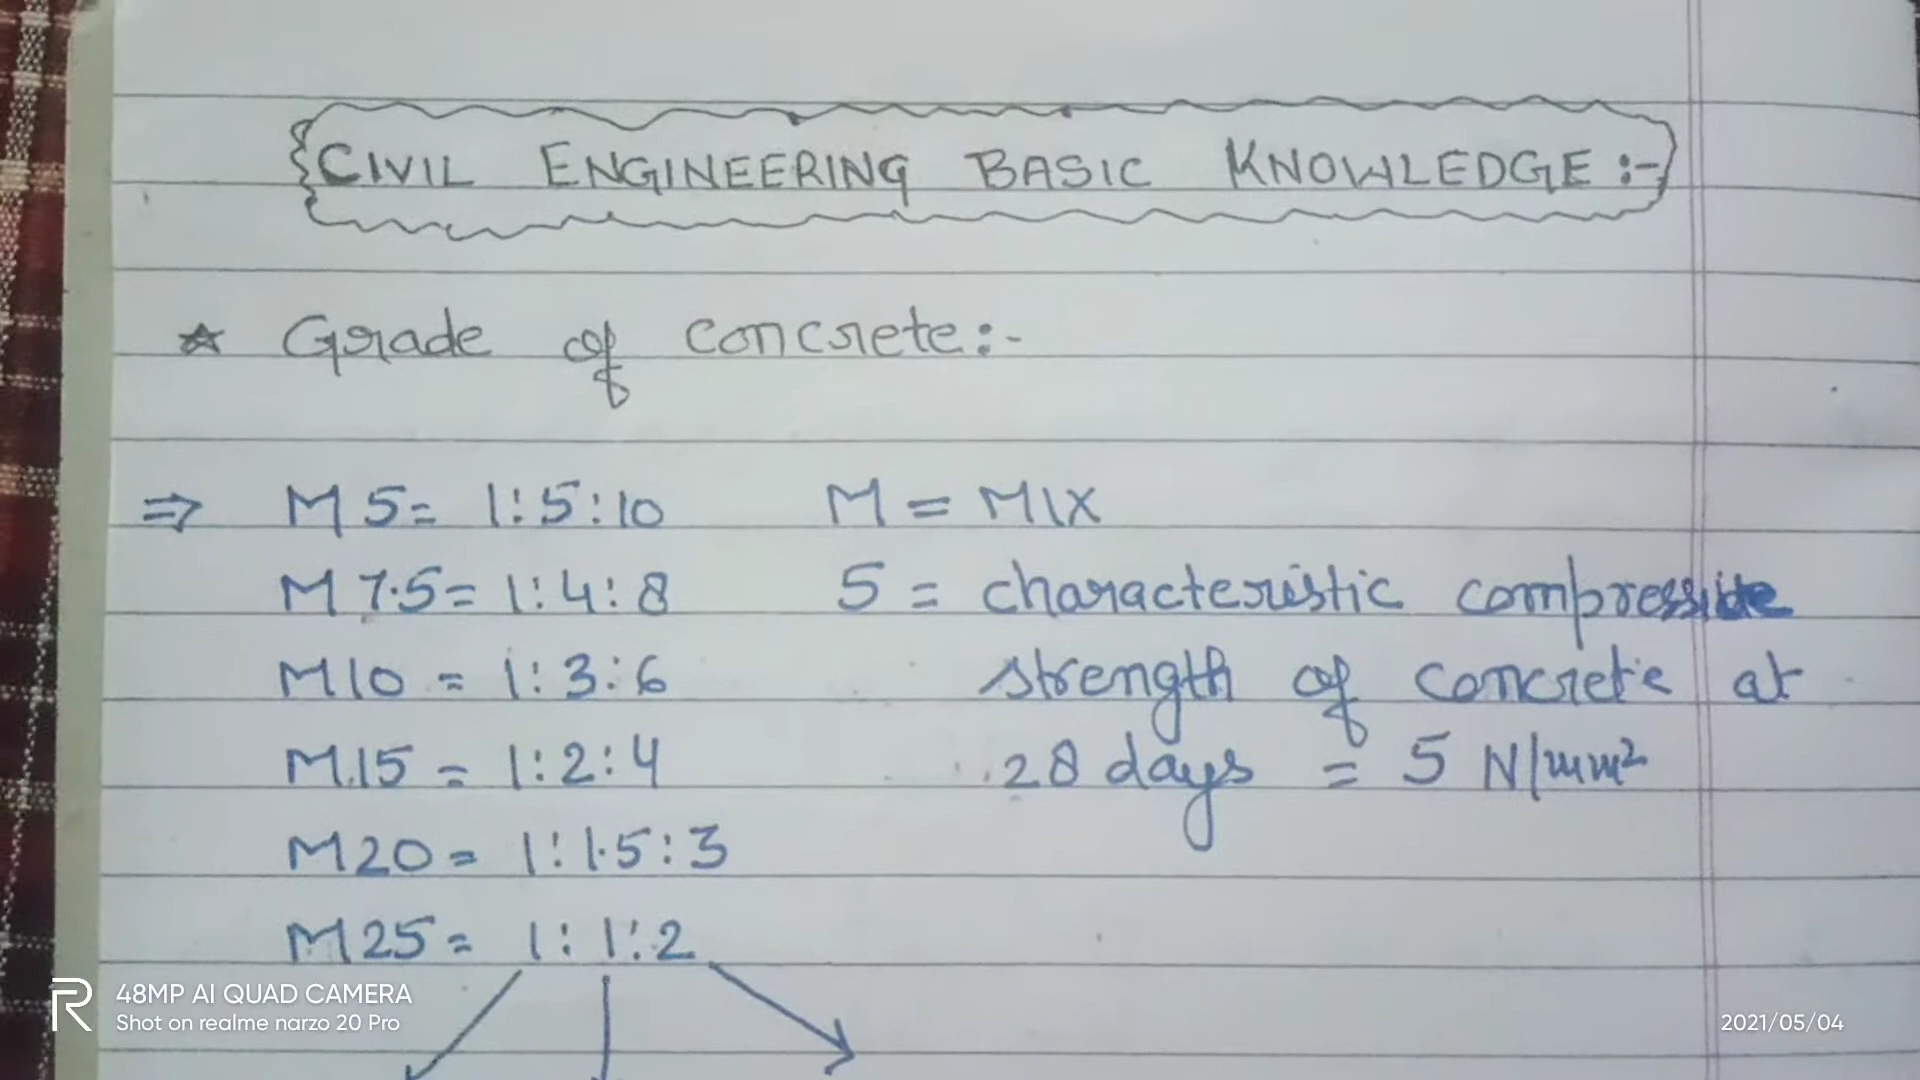 CIVIL ENGINEERING BASIC KNOWLEDGE :-
☆ Grade of concrete:-
⇒ M 5 = 1:5:10 M = MIX
M 7.5 = 1:4:8 5 = characteristic compressive
M10 = 1:3:6 strength of concrete at
M15 = 1:2:4 28 days = 5 N/mm²
M20 = 1:1.5:3
M25 = 1:1:2
48MP AI QUAD CAMERA
Shot on realme narzo 20 Pro
2021/05/04